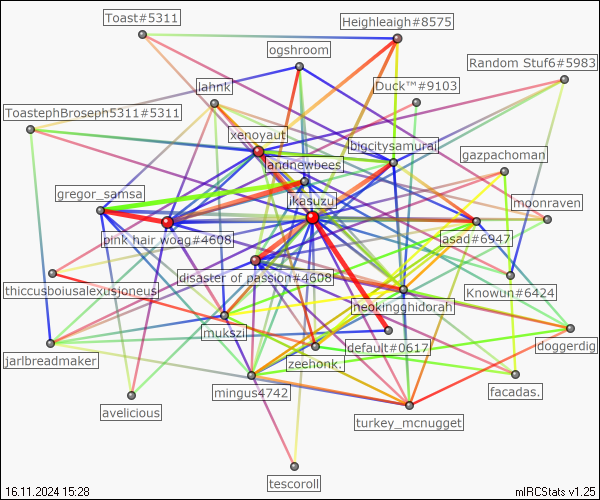 Toast#5311
Heighleigh#8575
ogshroom
Random Stuf6#5983
lahnk
Duck™#9103
ToastephBroseph5311#5311
xenoyaut
bigcitysamurai
landnewbees
gazpachoman
gregor_samsa
ikasuzu
moonraven
pink hair woag#4608
asad#6947
disaster of passion#4608
thiccusboiusalexusjoneus
Knowun#6424
neokingghidorah
mukszi
default#0617
doggerdig
jarlbreadmaker
zeehonk.
mingus4742
facadas.
avelicious
turkey_mcnugget
tescoroll
16.11.2024 15:28
mIRCStats v1.25